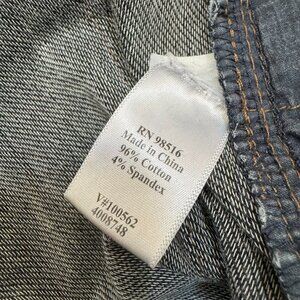 RN 98516
Made in China
96% Cotton
4% Spandex
V#100562
4008748